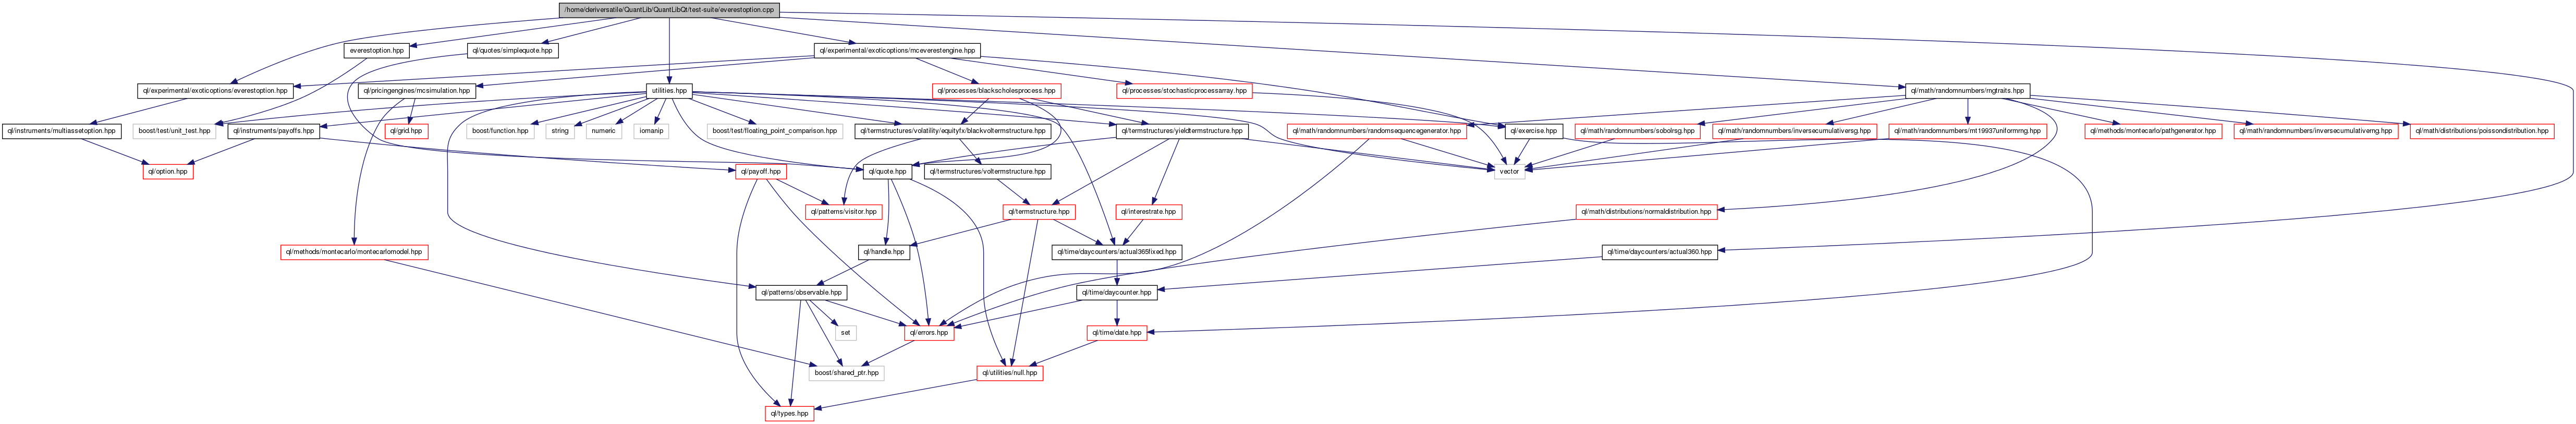 /home/deriversatile/QuantLib/QuantLibQt/test-suite/everestoption.cpp
everestoption.hpp
ql/quotes/simplequote.hpp
ql/experimental/exoticoptions/mceverestengine.hpp
ql/experimental/exoticoptions/everestoption.hpp
ql/pricingengines/mcsimulation.hpp
utilities.hpp
ql/processes/blackscholesprocess.hpp
ql/processes/stochasticprocessarray.hpp
ql/math/randomnumbers/rngtraits.hpp
ql/instruments/multiassetoption.hpp
boost/test/unit_test.hpp
ql/instruments/payoffs.hpp
ql/grid.hpp
boost/function.hpp
string
numeric
iomanip
boost/test/floating_point_comparison.hpp
ql/termstructures/volatility/equityfx/blackvoltermstructure.hpp
ql/termstructures/yieldtermstructure.hpp
ql/math/randomnumbers/randomsequencegenerator.hpp
ql/exercise.hpp
ql/math/randomnumbers/sobolrsg.hpp
ql/math/randomnumbers/inversecumulativersg.hpp
ql/math/randomnumbers/mt19937uniformrng.hpp
ql/methods/montecarlo/pathgenerator.hpp
ql/math/randomnumbers/inversecumulativerng.hpp
ql/math/distributions/poissondistribution.hpp
ql/option.hpp
ql/payoff.hpp
ql/quote.hpp
ql/termstructures/voltermstructure.hpp
vector
ql/patterns/visitor.hpp
ql/termstructure.hpp
ql/interestrate.hpp
ql/math/distributions/normaldistribution.hpp
ql/methods/montecarlo/montecarlomodel.hpp
ql/handle.hpp
ql/time/daycounters/actual365fixed.hpp
ql/time/daycounters/actual360.hpp
ql/patterns/observable.hpp
ql/time/daycounter.hpp
set
ql/errors.hpp
ql/time/date.hpp
boost/shared_ptr.hpp
ql/utilities/null.hpp
ql/types.hpp